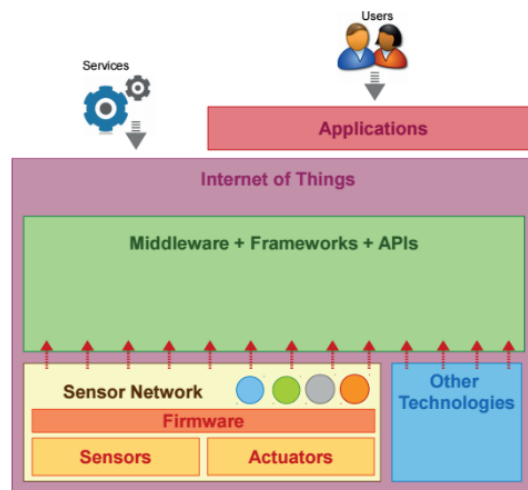 Users
Services
Applications
Internet of Things
Middleware + Frameworks + APIs
Sensor Network
Other
Technologies
Firmware
Sensors
Actuators